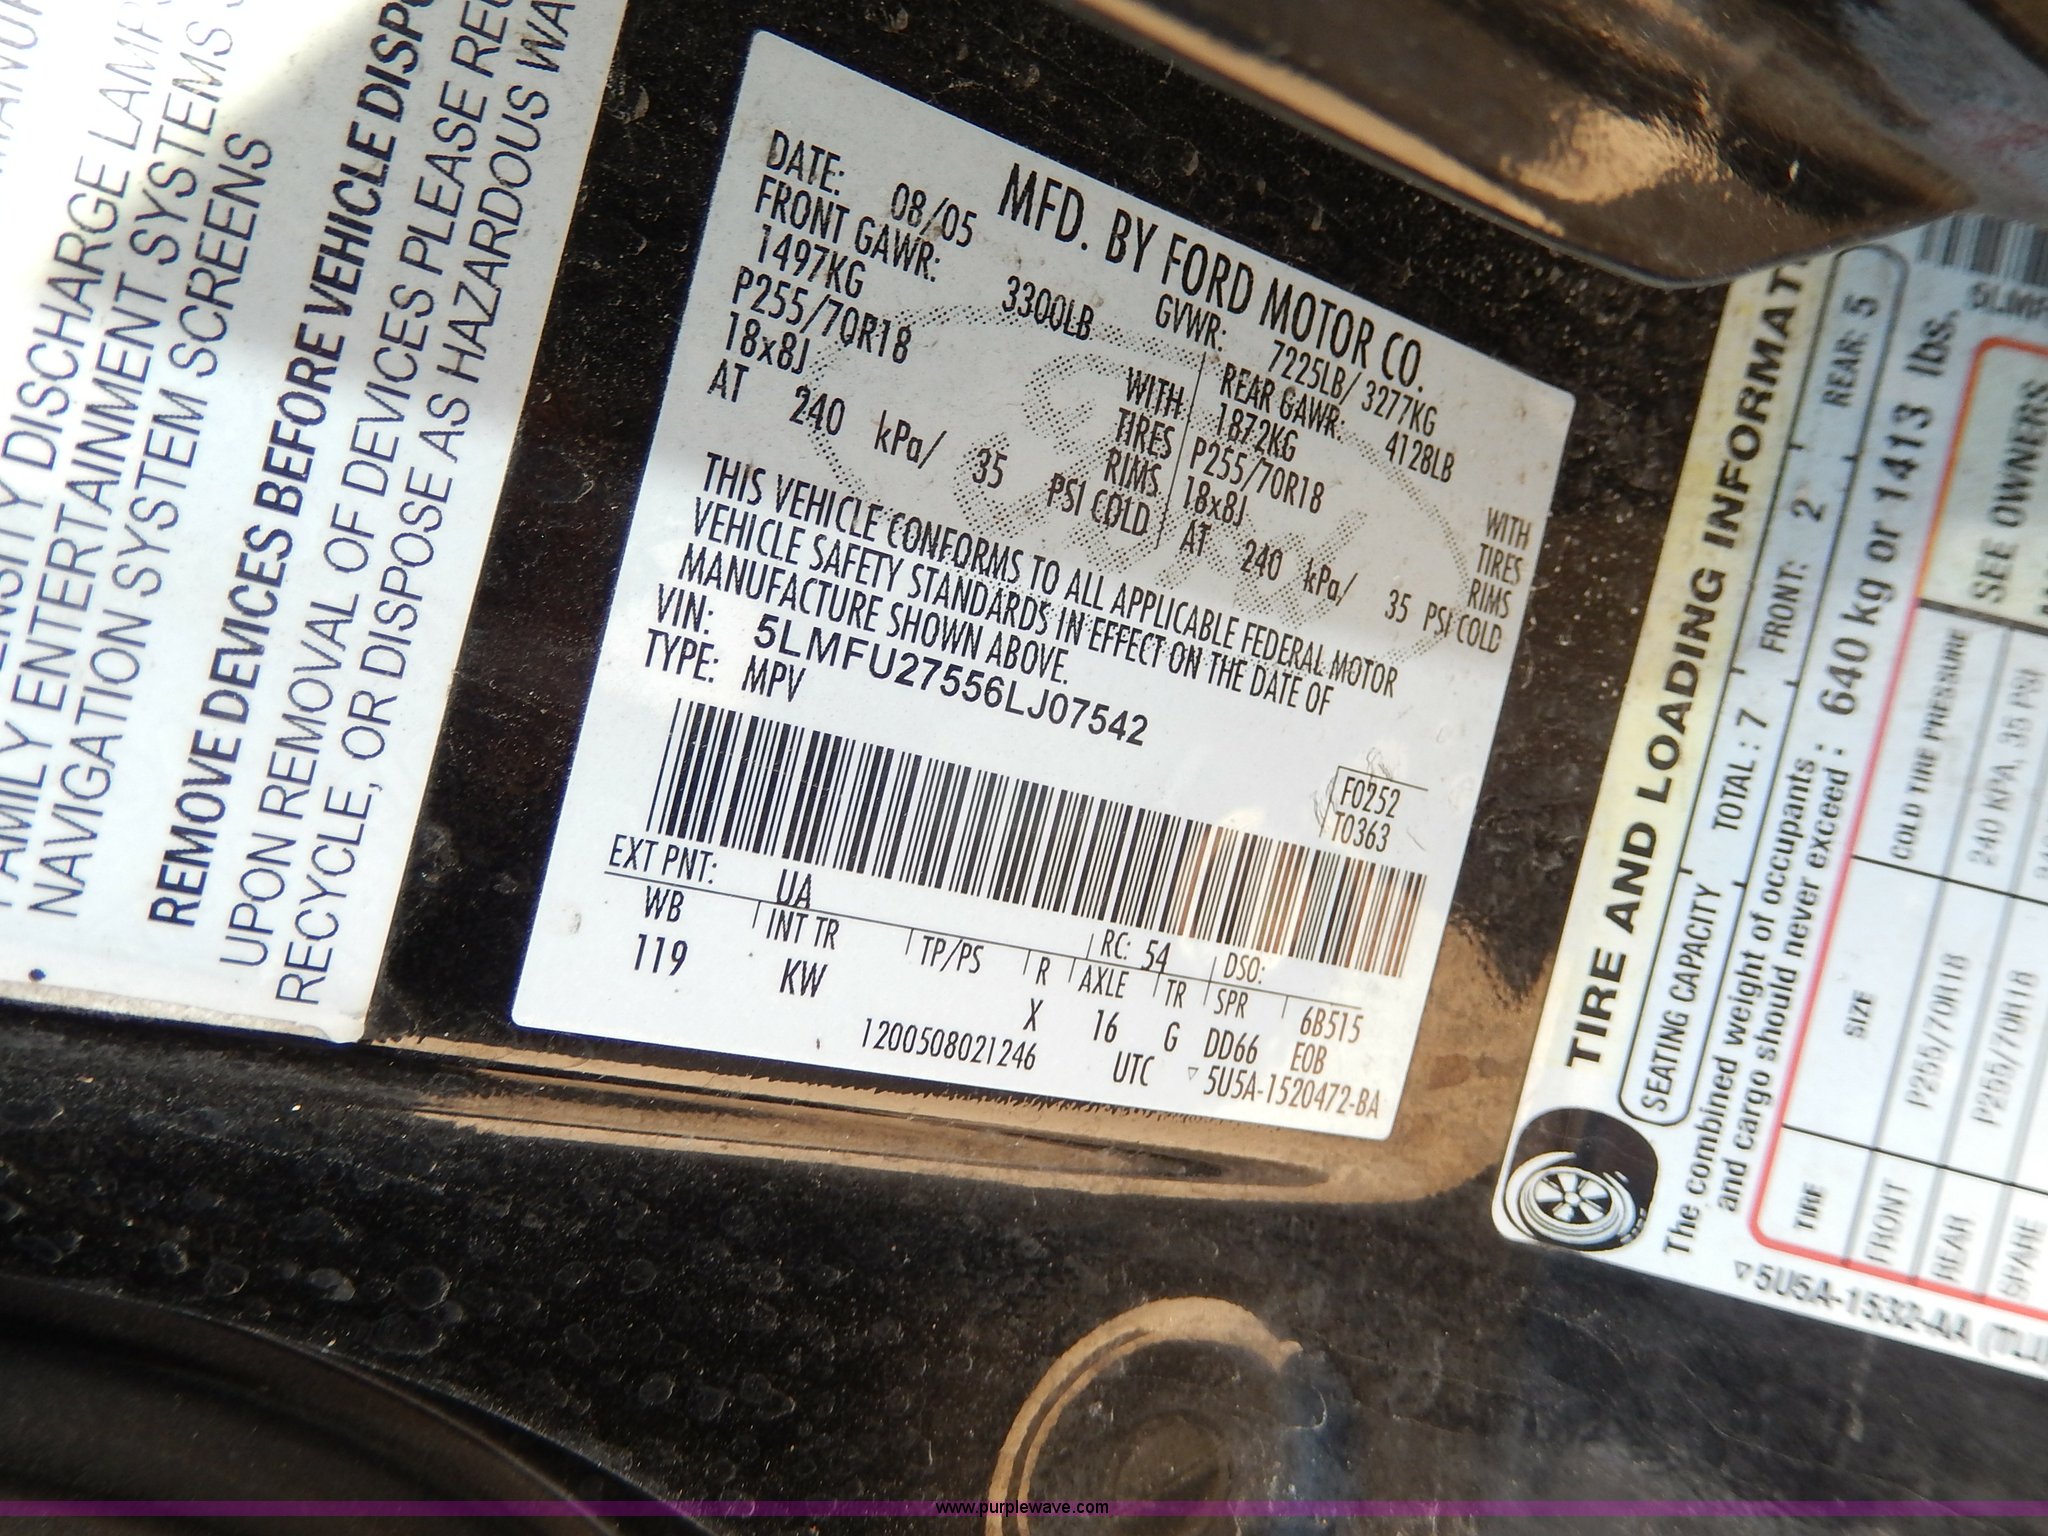 ENSITY DISCHARGE LAMPS
FAMILY ENTERTAINMENT SYSTEMS
NAVIGATION SYSTEM SCREENS
REMOVE DEVICES BEFORE VEHICLE
UPON REMOVAL OF DEVICES PLEASE
RECYCLE, OR DISPOSE AS HAZARDOUS
MFD. BY FORD MOTOR CO.
DATE: 08/05 GVWR: 7225LB/ 3277KG
FRONT GAWR: 3300LB REAR GAWR: 4128LB
1497KG WITH 1872KG WITH
P255/70R18 TIRES P255/70R18 TIRES
18x8J RIMS 18x8J RIMS
AT 240 kPa/ 35 PSI COLD AT 240 kPa/ 35 PSI COLD
THIS VEHICLE CONFORMS TO ALL APPLICABLE FEDERAL MOTOR
VEHICLE SAFETY STANDARDS IN EFFECT ON THE DATE OF
MANUFACTURE SHOWN ABOVE.
VIN: 5LMFU27556LJ07542
TYPE: MPV
F0252
T0363
EXT PNT: UA RC: 54 DSO:
WB INT TR TP/PS R AXLE TR SPR 6B515
119 KW X 16 G DD66 E0B
1200508021246 UTC ▽ 5U5A-1520472-BA
TIRE AND LOADING INFORMAT
SEATING CAPACITY TOTAL : 7 FRONT: 2 REAR: 5
The combined weight of occupants
and cargo should never exceed : 640 kg or 1413 lbs.
5LMF
TIRE SIZE COLD TIRE PRESSURE SEE OWNERS
FRONT P255/70R18 240 KPA, 35 PSI
REAR P255/70R18
SPARE
▽ 5U5A-1532-AA
www.purplewave.com